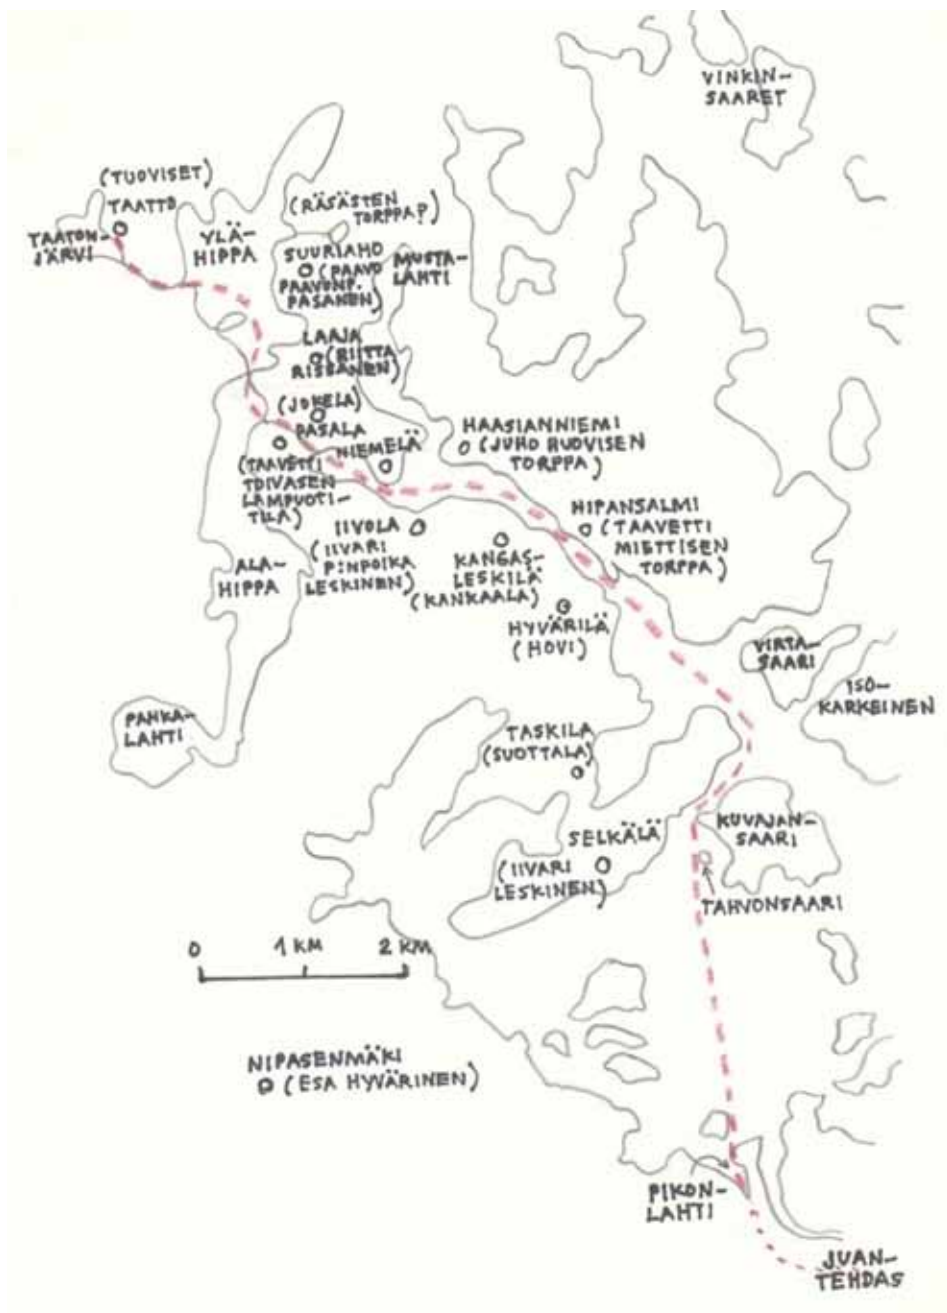 VINKIN-
SAARET
(TUOVISET)
TAATTO
TAATON-
JÄRVI
YLÄ-
HIPPA
(RÄSÄSTEN
TORPPA?)
SUURIAHO
(PAAVO
PAAVONP.
PASANEN)
MUSTA-
LAHTI
LAAJA
(RIITTA
RISSANEN)
(JOKELA)
PASALA
NIEMELÄ
(TAAVETTI
TOIVASEN
LAMPUOTI-
TILA)
HAASIANNIEMI
(JUHO RUOVISEN
TORPPA)
HIPANSALMI
(TAAVETTI
MIETTISEN
TORPPA)
IIVOLA
(IIVARI
P:NPOIKA
LESKINEN)
KANGAS-
LESKILÄ
(KANKAALA)
ALA-
HIPPA
HYVÄRILÄ
(HOVI)
VIRTA-
SAARI
ISO-
KARKEINEN
PAHKA-
LAHTI
TASKILA
(SUOTTALA)
KUVAJAN-
SAARI
SELKÄLÄ
(IIVARI
LESKINEN)
TAHVONSAARI
0 1 KM 2 KM
NIPASENMÄKI
(ESA HYVÄRINEN)
PIKON-
LAHTI
JUAN-
TEHDAS